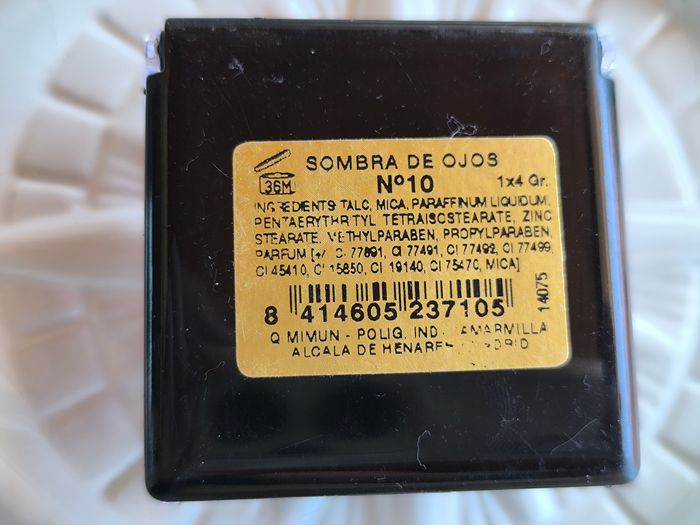 36M
SOMBRA DE OJOS
Nº10
1x4 Gr.
INGREDIENTS TALC, MICA, PARAFFINUM LIQUIDUM,
PENTAERYTHRITYL TETRAISOSTEARATE, ZINC
STEARATE, METHYLPARABEN, PROPYLPARABEN,
PARFUM [+/ CI 77891, CI 77491, CI 77492, CI 77499,
CI 45410, CI 15850, CI 19140, CI 75470, MICA]
14075
8 414605 237105
Q MIMUN - POLIG. IND.
ALCALA DE HENARES